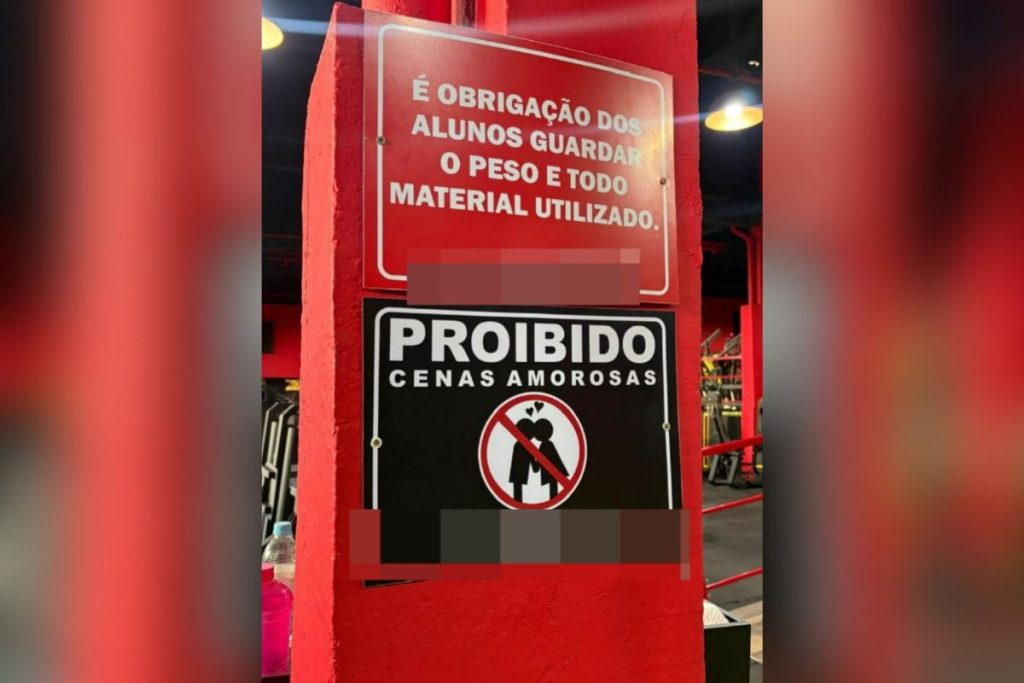 É OBRIGAÇÃO DOS
ALUNOS GUARDAR
O PESO E TODO
MATERIAL UTILIZADO.
PROIBIDO
CENAS AMOROSAS